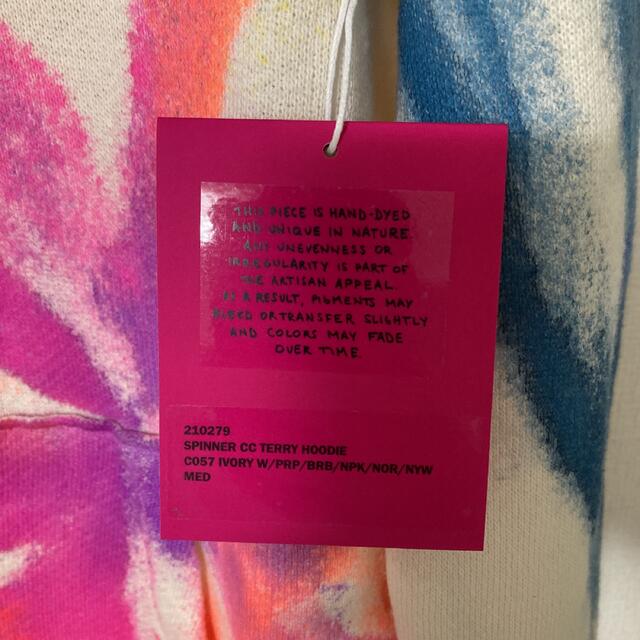 THIS PIECE IS HAND-DYED
AND UNIQUE IN NATURE.
ANY UNEVENNESS OR
IRREGULARITY IS PART OF
THE ARTISAN APPEAL.
AS A RESULT, PIGMENTS MAY
BLEED OR TRANSFER SLIGHTLY
AND COLORS MAY FADE
OVER TIME.
210279
SPINNER CC TERRY HOODIE
C057 IVORY W/PRP/BRB/NPK/NOR/NYW
MED